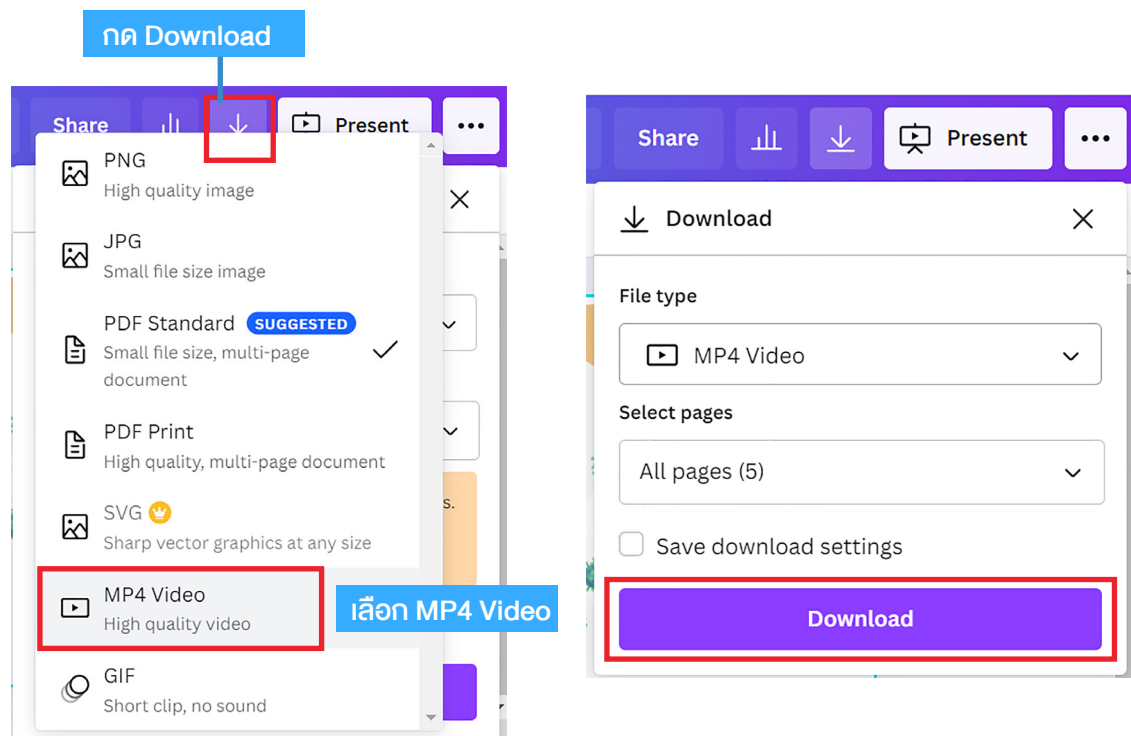 กด Download
Share
Present
PNG
High quality image
JPG
Small file size image
PDF Standard SUGGESTED
Small file size, multi-page
document
PDF Print
High quality, multi-page document
s.
SVG
Sharp vector graphics at any size
MP4 Video
High quality video
เลือก MP4 Video
GIF
Short clip, no sound
Share
Present
Download
File type
MP4 Video
Select pages
All pages (5)
Save download settings
Download